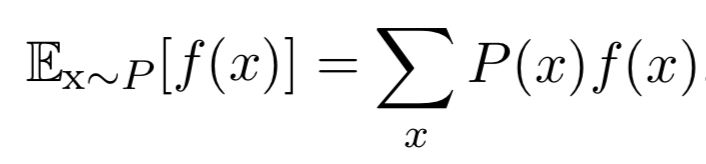 𝔼ₓ∼P[f(x)] = ∑ₓ P(x)f(x).